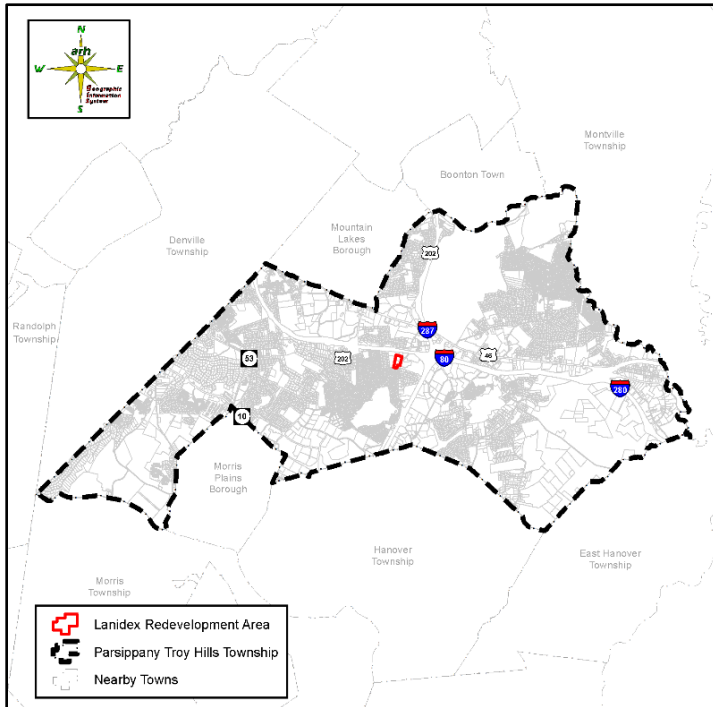 N
arh
W
E
Geographic
Information
System
S
Montville
Township
Boonton Town
Mountain
Lakes
Borough
202
Denville
Township
Randolph
Township
287
53
202
80
46
280
10
Morris
Plains
Borough
Hanover
Township
East Hanover
Township
Morris
Township
Lanidex Redevelopment Area
Parsippany Troy Hills Township
Nearby Towns